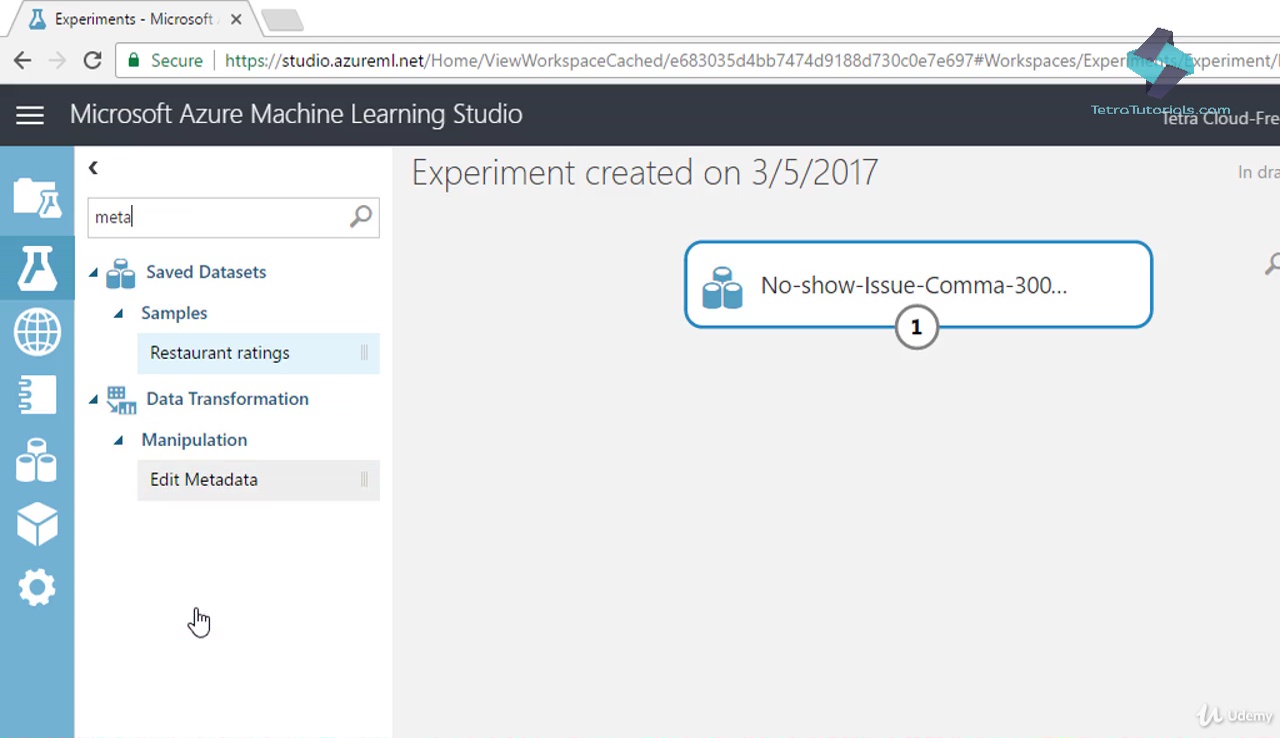 Experiments - Microsoft
Secure
https://studio.azureml.net/Home/ViewWorkspaceCached/e683035d4bb7474d9188d730c0e7e697#Workspaces/Experiments/Experiment/
Microsoft Azure Machine Learning Studio
TetraTutorials.com
Tetra Cloud-Fre
Experiment created on 3/5/2017
In dra
meta
Saved Datasets
Samples
Restaurant ratings
Data Transformation
Manipulation
Edit Metadata
No-show-Issue-Comma-300...
1
Udemy